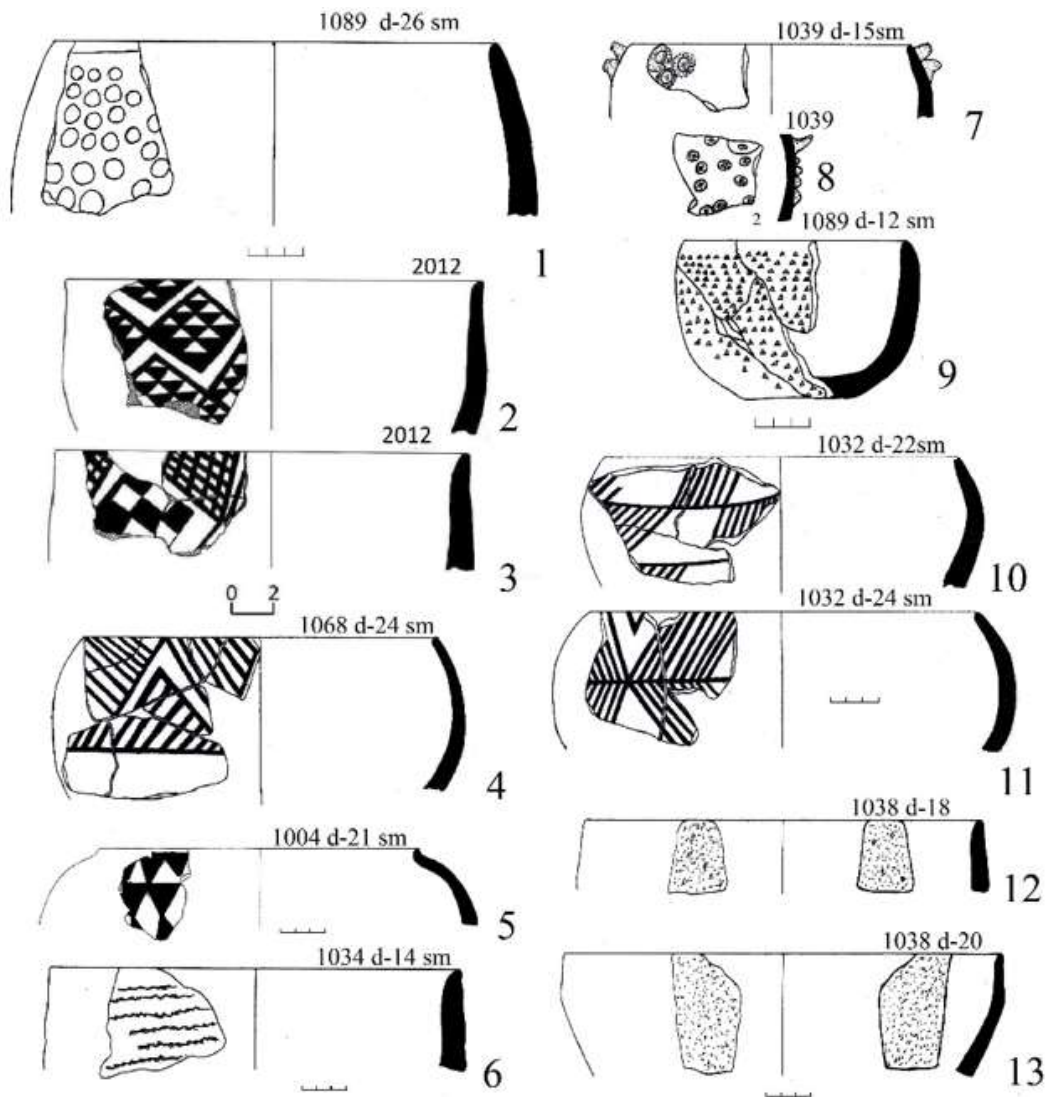 1089 d-26 sm
1
2012
2
2012
3
0 2
1068 d-24 sm
4
1004 d-21 sm
5
1034 d-14 sm
6
1039 d-15sm
7
1039
8
2
1089 d-12 sm
9
1032 d-22sm
10
1032 d-24 sm
11
1038 d-18
12
1038 d-20
13